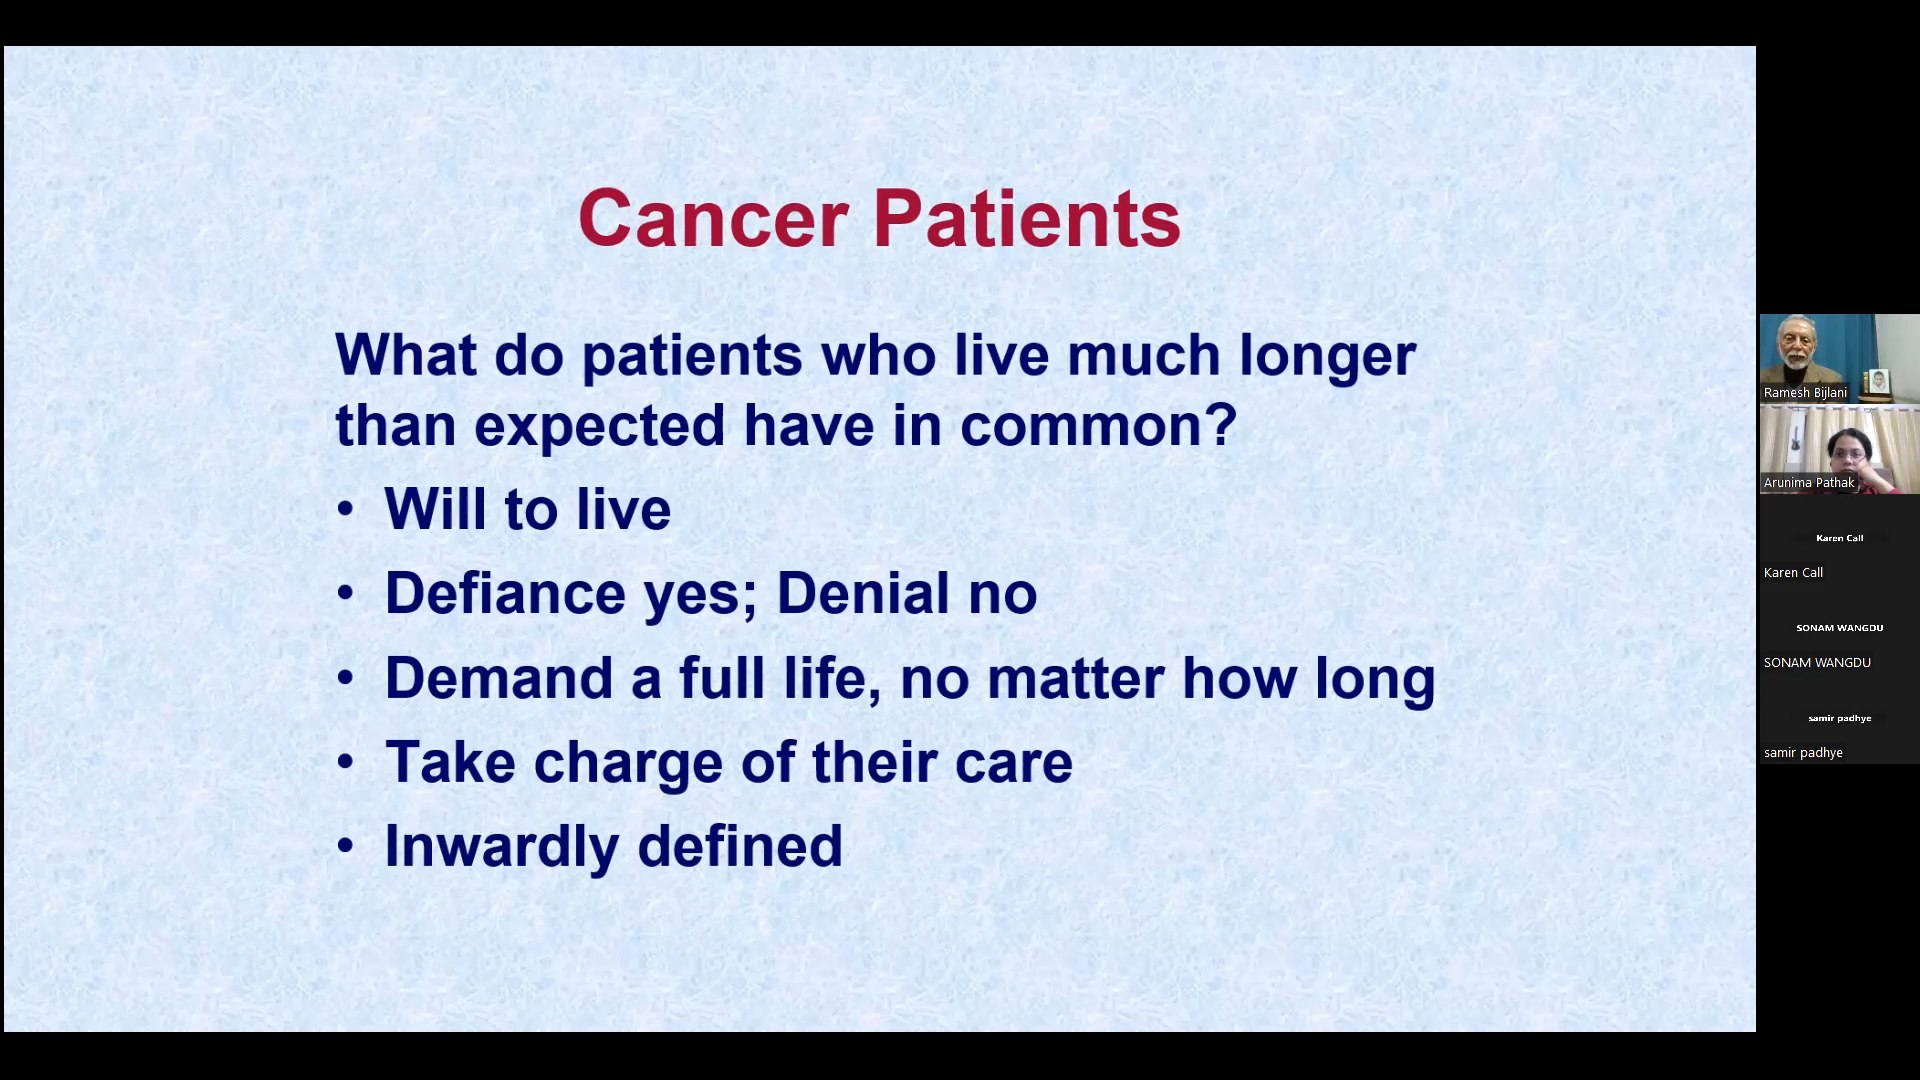 Cancer Patients
What do patients who live much longer
than expected have in common?
• Will to live
• Defiance yes; Denial no
• Demand a full life, no matter how long
• Take charge of their care
• Inwardly defined
Ramesh Bijlani
Arunima Pathak
Karen Call
Karen Call
SONAM WANGDU
SONAM WANGDU
samir padhye
samir padhye